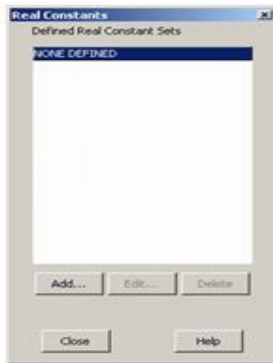 Real Constants
Defined Real Constant Sets
NONE DEFINED
Add... Edit... Delete
Close Help